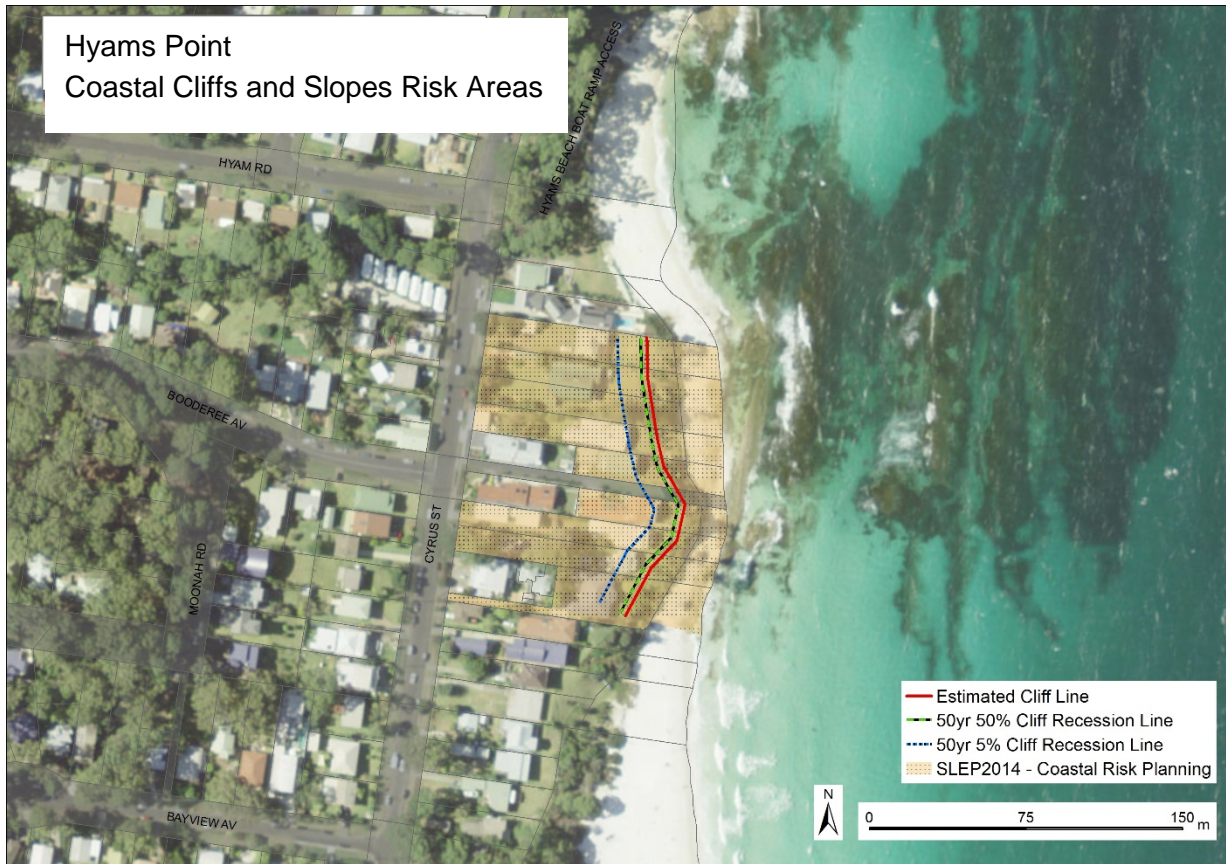 Hyams Point
Coastal Cliffs and Slopes Risk Areas
HYAMS BEACH BOAT RAMP ACCESS
HYAM RD
BOODEREE AV
CYRUS ST
MOONAH RD
BAYVIEW AV
Estimated Cliff Line
50yr 50% Cliff Recession Line
50yr 5% Cliff Recession Line
SLEP2014 - Coastal Risk Planning
N
0 75 150 m